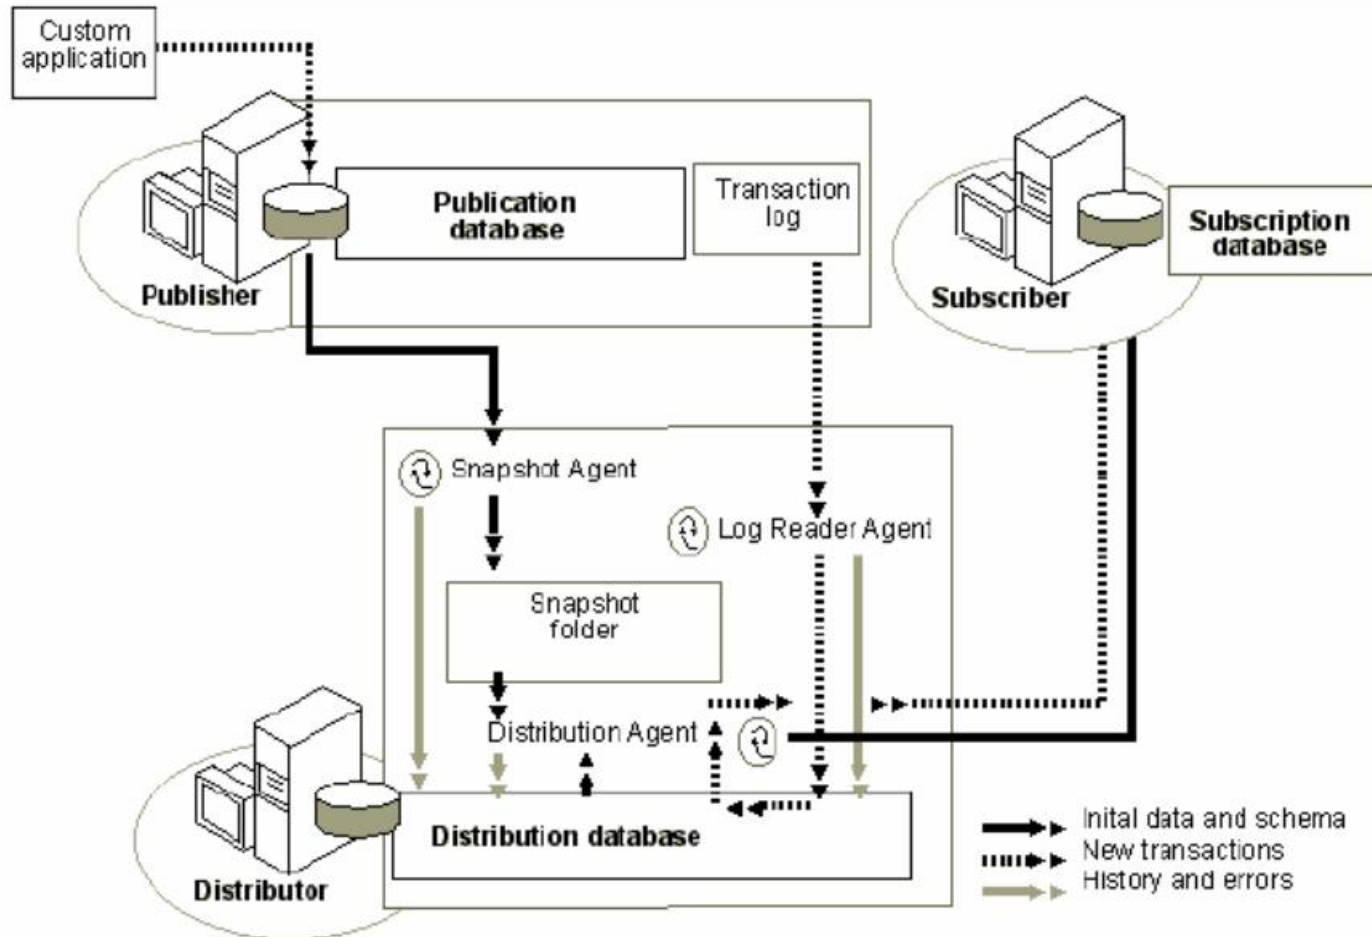 Custom
application
Publication
database
Transaction
log
Subscription
database
Publisher
Subscriber
Snapshot Agent
Log Reader Agent
Snapshot
folder
Distribution Agent
Distribution database
Distributor
Inital data and schema
New transactions
History and errors